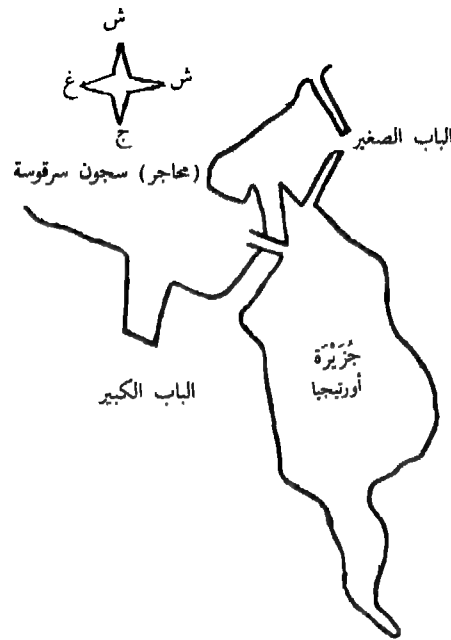 ش
غ
ش
ج
الباب الصغير
(محاجر) سجون سرقوسة
جُزَيْرَة
أورتيجيا
الباب الكبير